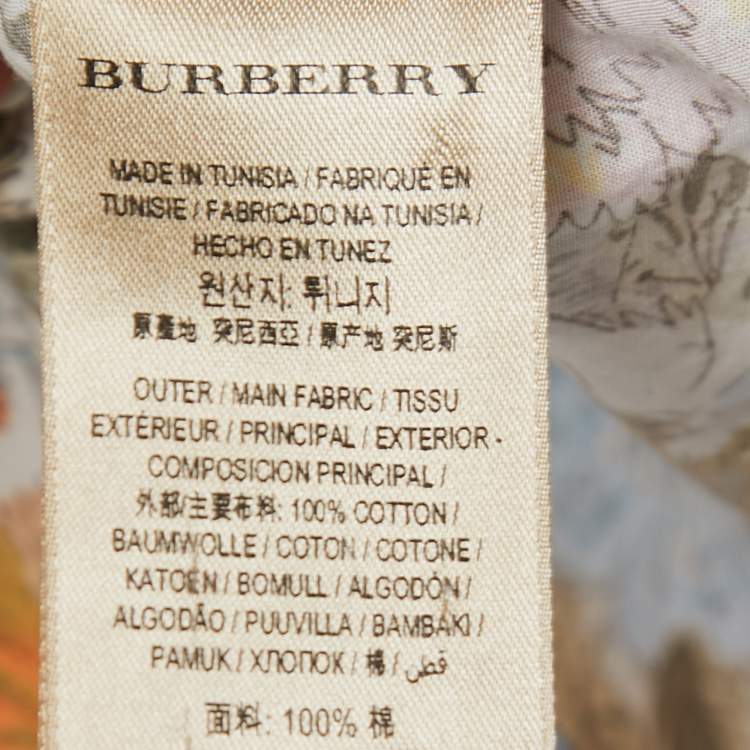 BURBERRY
MADE IN TUNISIA / FABRIQUÉ EN
TUNISIE / FABRICADO NA TUNISIA /
HECHO EN TUNEZ
원산지: 튀니지
原產地 突尼西亞 / 原产地 突尼斯
OUTER / MAIN FABRIC / TISSU
EXTÉRIEUR / PRINCIPAL / EXTERIOR -
COMPOSICION PRINCIPAL /
外部/主要布料: 100% COTTON /
BAUMWOLLE / COTON / COTONE /
KATOEN / BOMULL / ALGODÓN /
ALGODÃO / PUUVILLA / BAMBAKI /
PAMUK / ХЛОПОК / 棉 / قطن
面料: 100% 棉